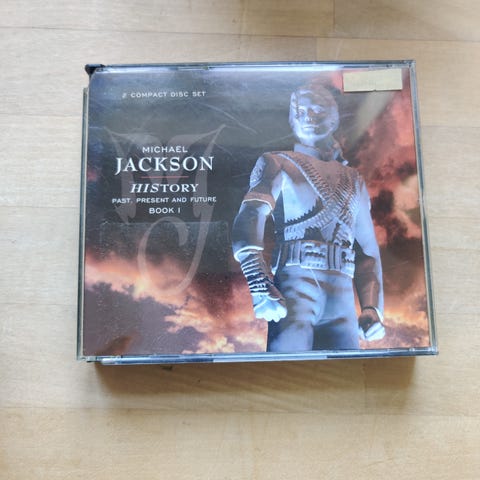 2 COMPACT DISC SET
MICHAEL
JACKSON
HISTORY
PAST, PRESENT AND FUTURE
BOOK I